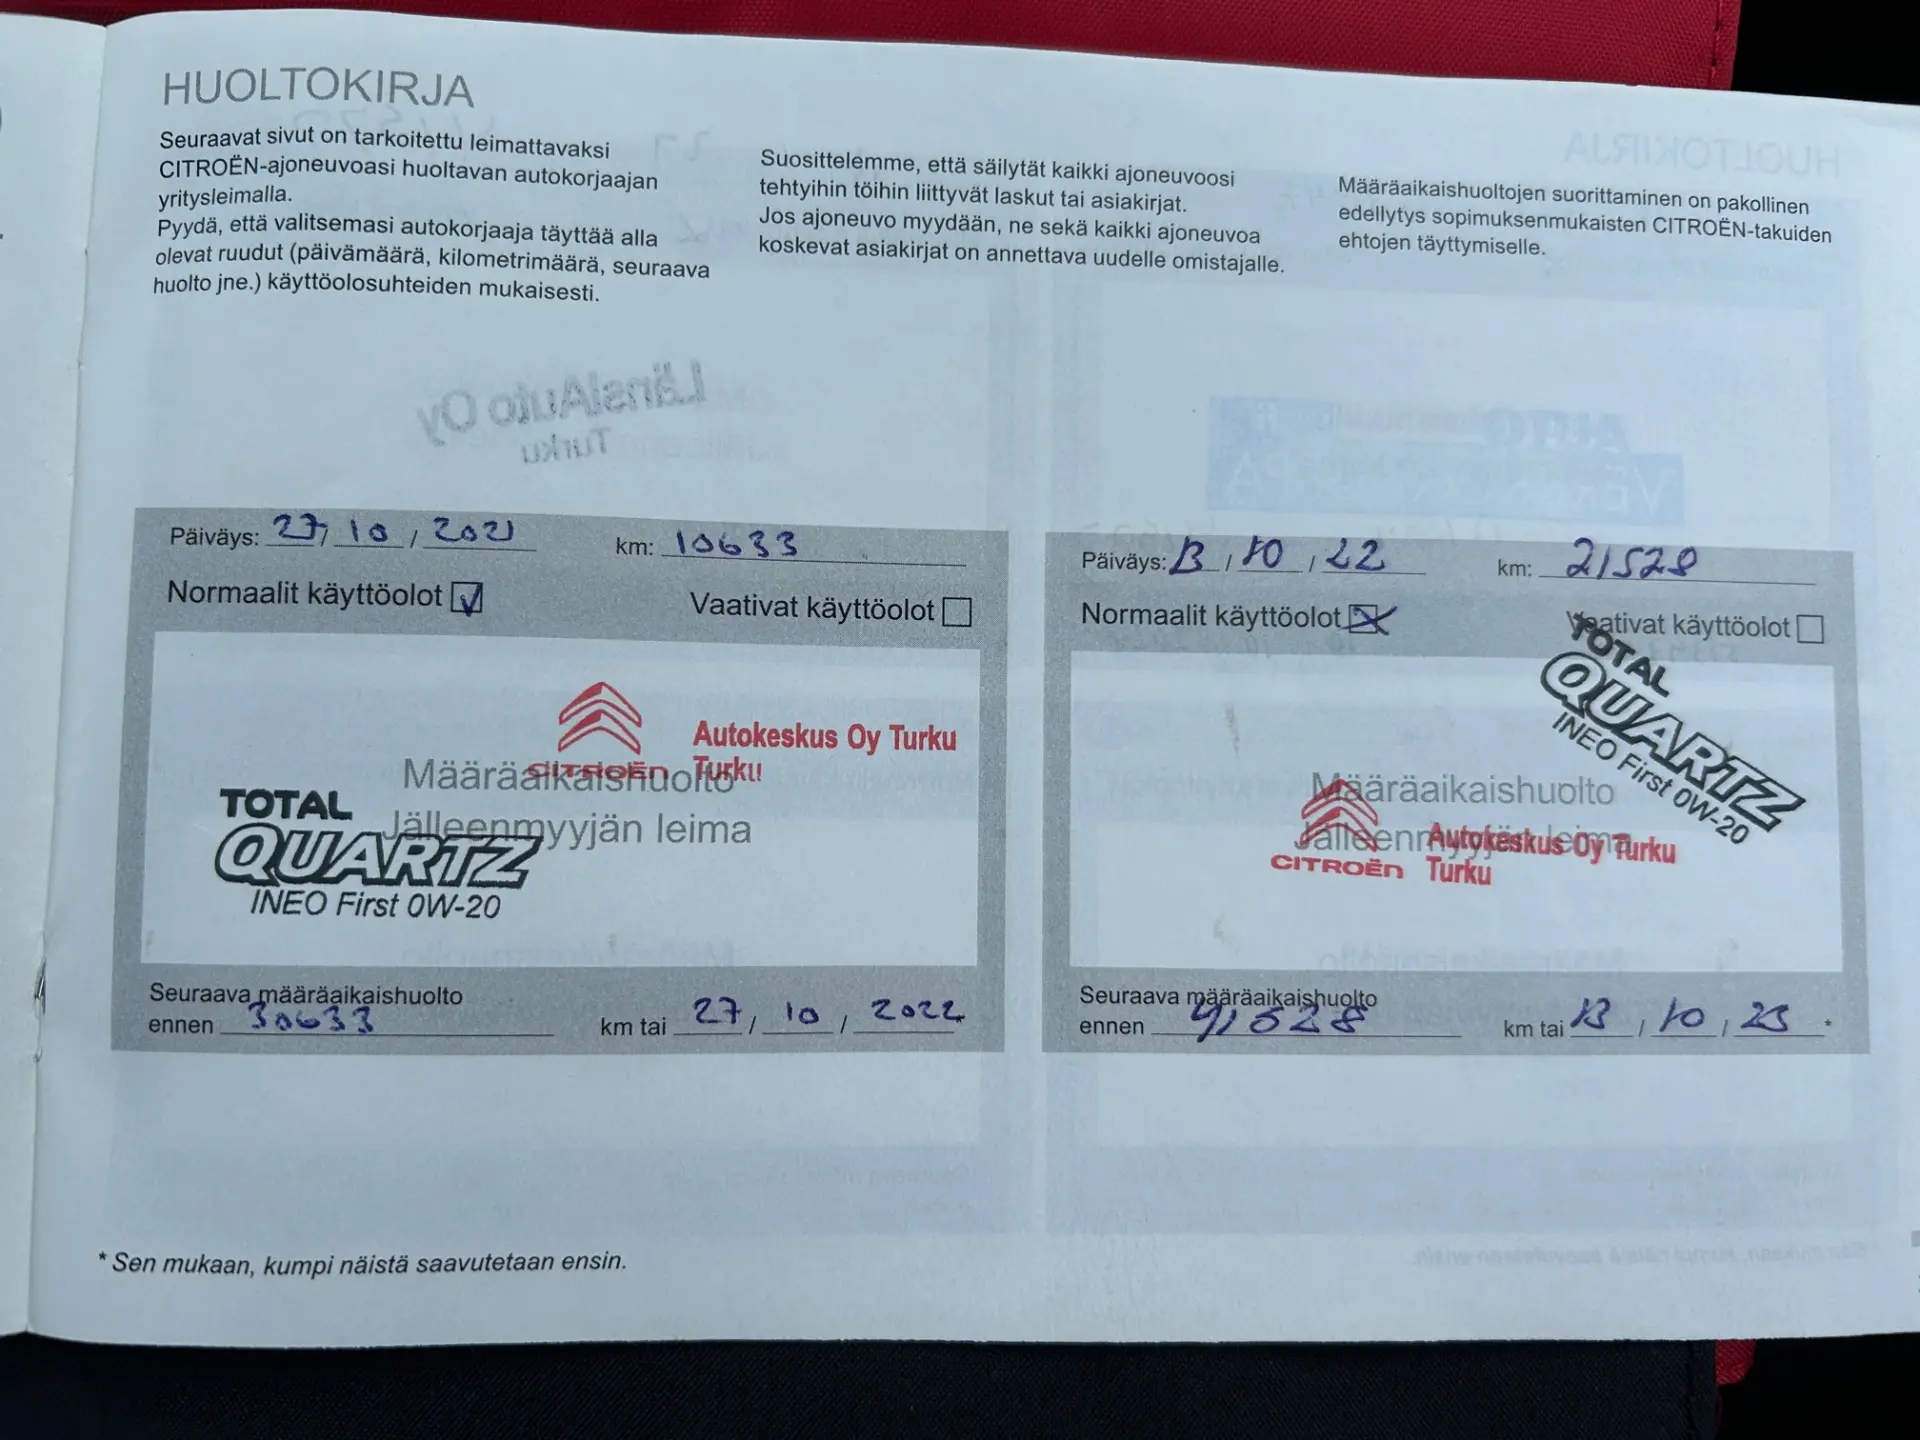 HUOLTOKIRJA
Seuraavat sivut on tarkoitettu leimattavaksi
CITROËN-ajoneuvoasi huoltavan autokorjaajan
yritysleimalla.
Pyydä, että valitsemasi autokorjaaja täyttää alla
olevat ruudut (päivämäärä, kilometrimäärä, seuraava
huolto jne.) käyttöolosuhteiden mukaisesti.
Suosittelemme, että säilytät kaikki ajoneuvoosi
tehtyihin töihin liittyvät laskut tai asiakirjat.
Jos ajoneuvo myydään, ne sekä kaikki ajoneuvoa
koskevat asiakirjat on annettava uudelle omistajalle.
Määräaikaishuoltojen suorittaminen on pakollinen
edellytys sopimuksenmukaisten CITROËN-takuiden
ehtojen täyttymiselle.
LänsiAuto Oy
Turku
Päiväys: 27 / 10 / 2021 km: 10633
Normaalit käyttöolot Vaativat käyttöolot
CITROËN
Autokeskus Oy Turku
Turku
Määräaikaishuolto
Jälleenmyyjän leima
TOTAL
QUARTZ
INEO First 0W-20
Seuraava määräaikaishuolto
ennen 30633 km tai 27 / 10 / 2022 *
Päiväys: 13 / 10 / 22 km: 21528
Normaalit käyttöolot Vaativat käyttöolot
TOTAL
QUARTZ
INEO First 0W-20
Määräaikaishuolto
Jälleenmyyjän leima
CITROËN
Autokeskus Oy Turku
Turku
Seuraava määräaikaishuolto
ennen 41528 km tai 13 / 10 / 23 *
* Sen mukaan, kumpi näistä saavutetaan ensin.